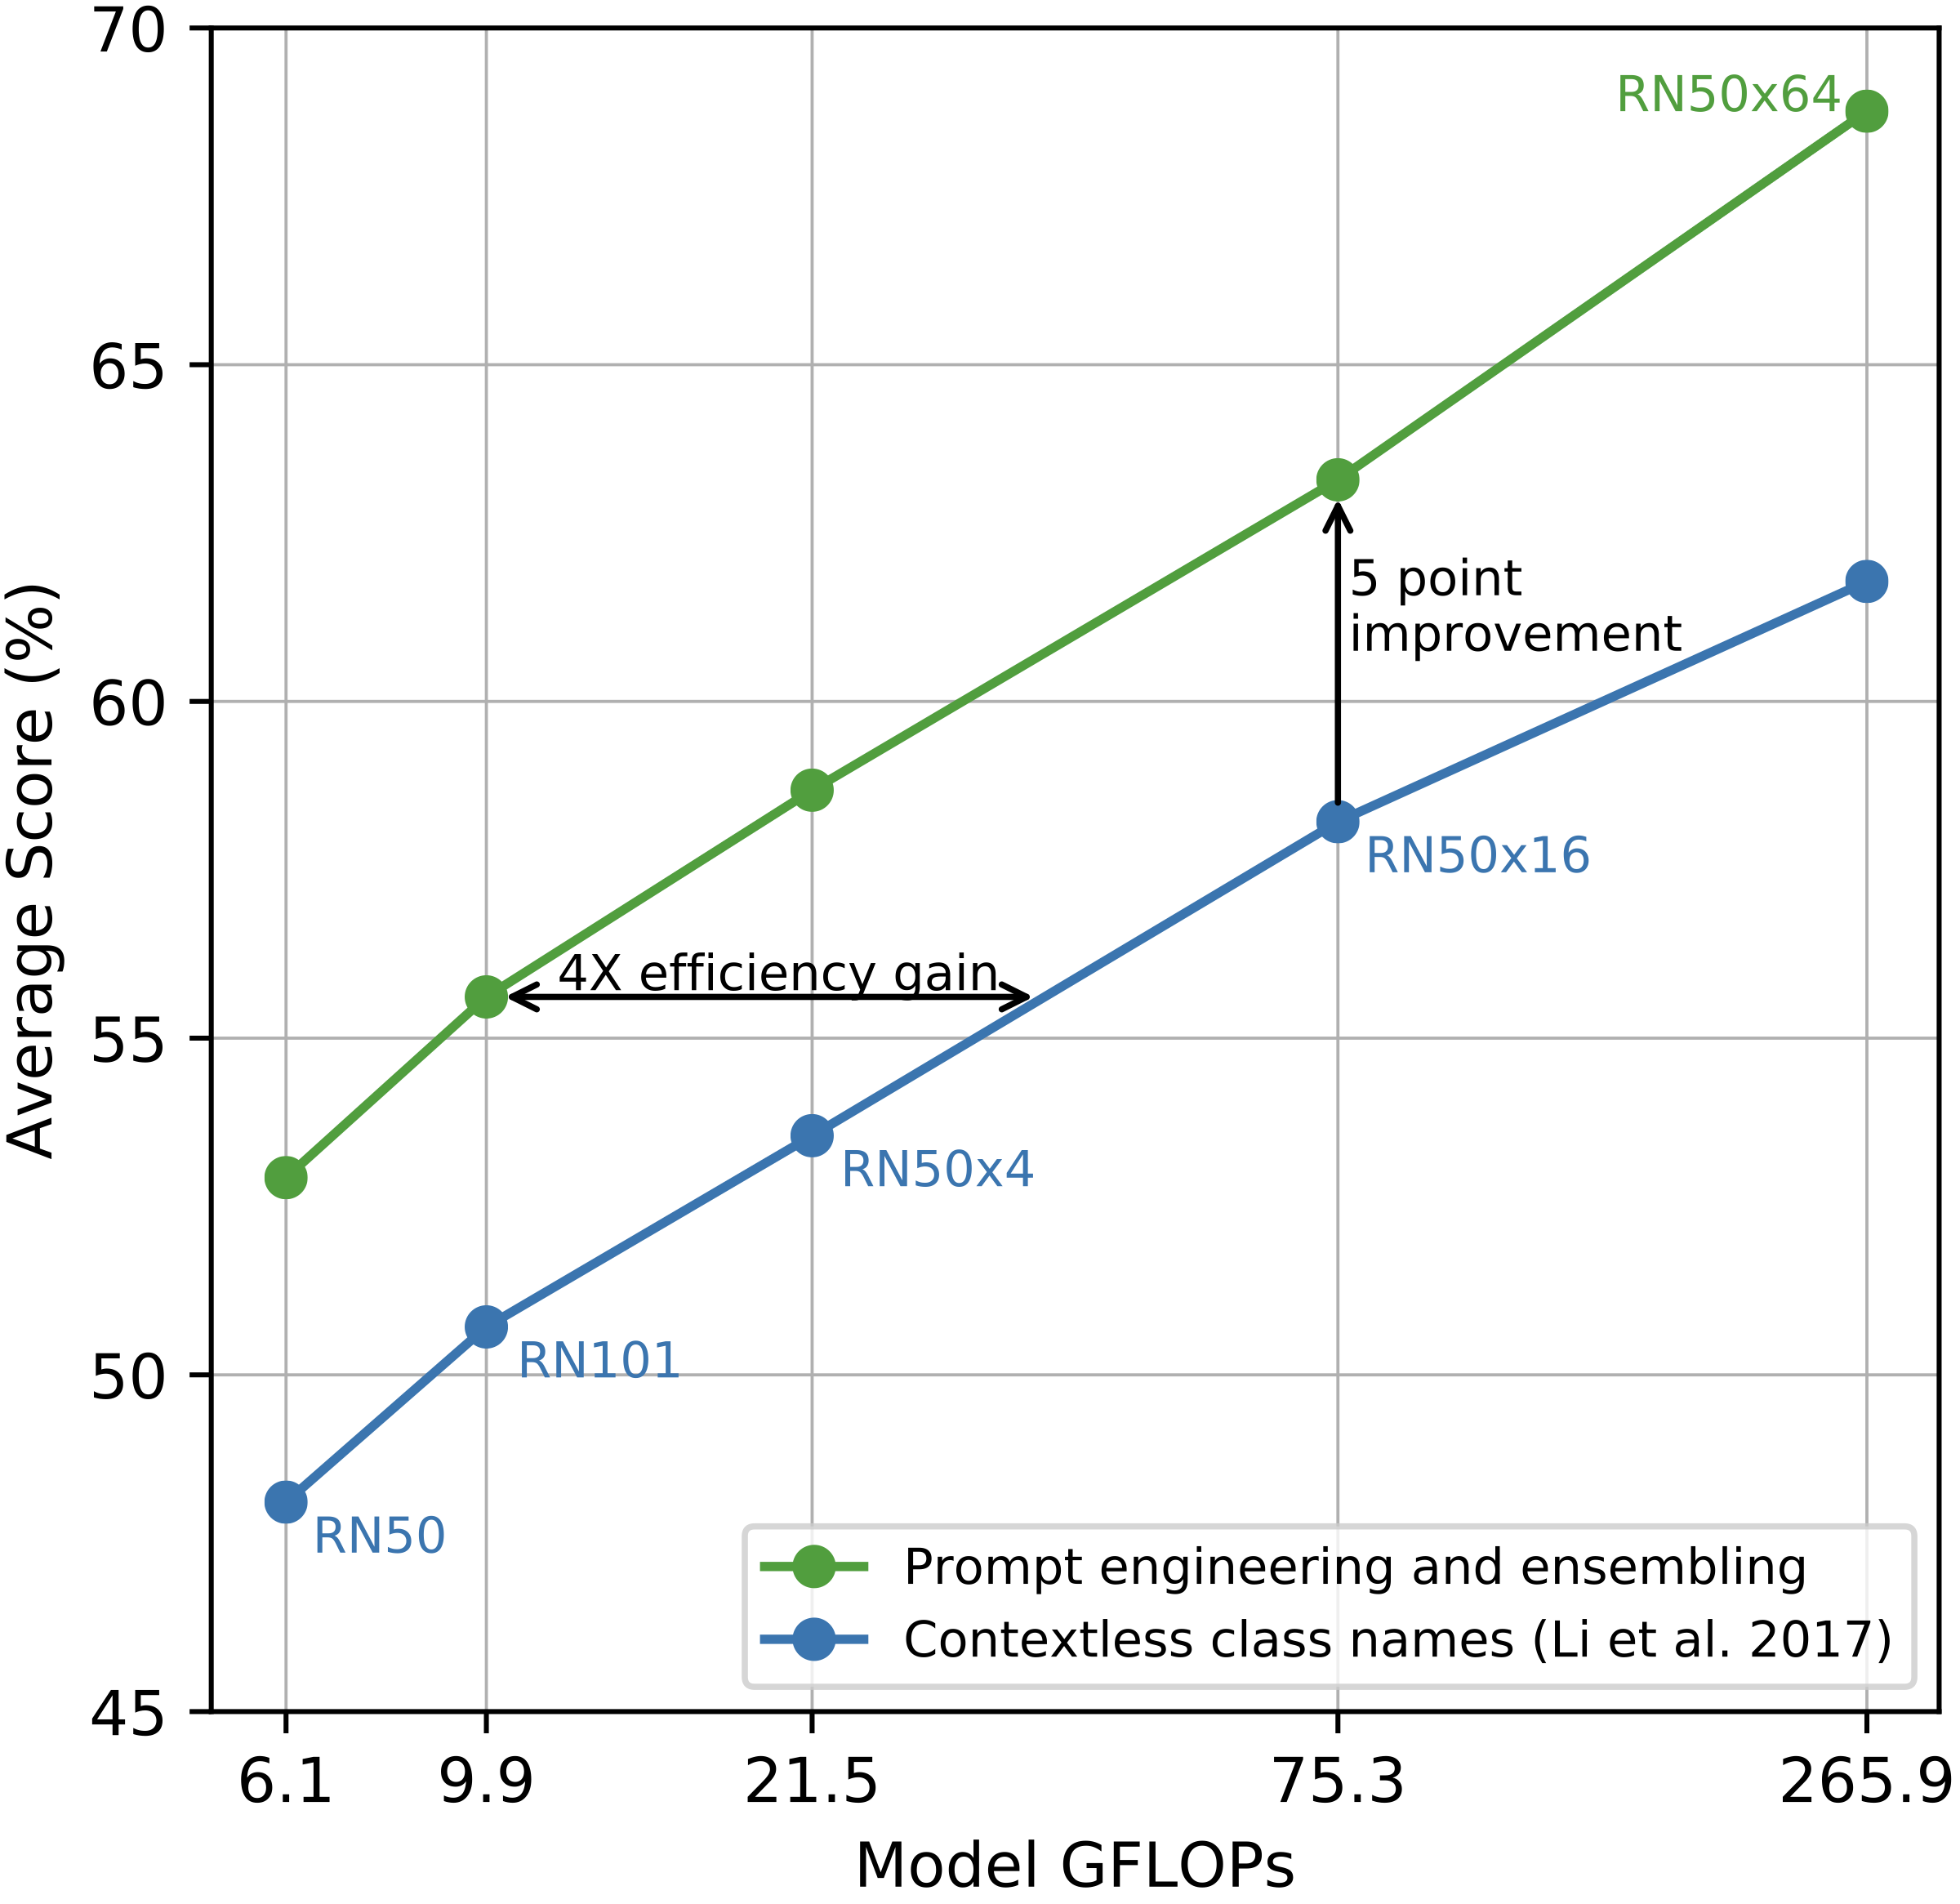 70
65
60
55
50
45
Average Score (%)
RN50x64
5 point
improvement
RN50x16
4X efficiency gain
RN50x4
RN101
RN50
Prompt engineering and ensembling
Contextless class names (Li et al. 2017)
6.1 9.9 21.5 75.3 265.9
Model GFLOPs